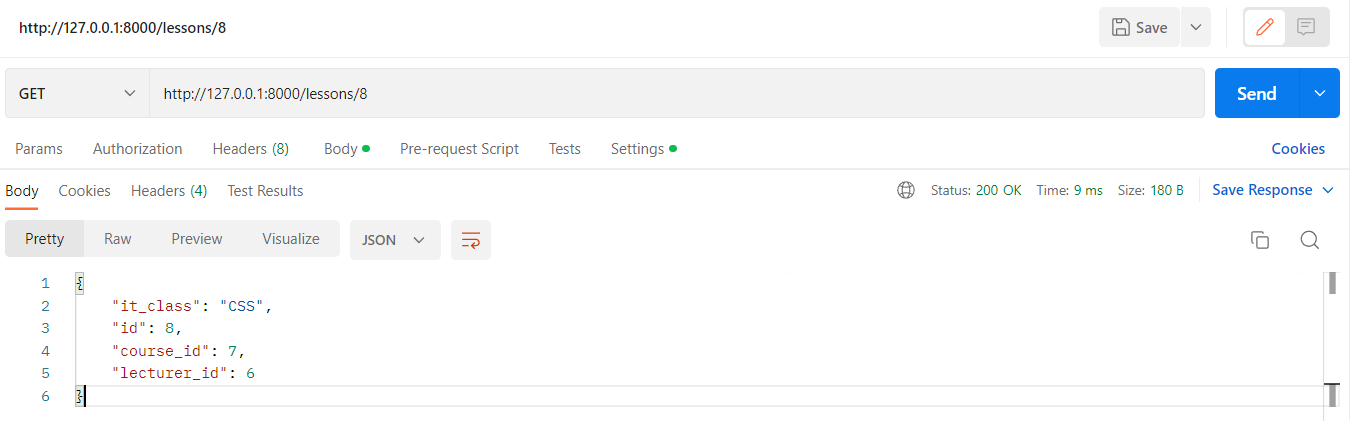 http://127.0.0.1:8000/lessons/8
Save
GET
http://127.0.0.1:8000/lessons/8
Send
Params Authorization Headers (8) Body Pre-request Script Tests Settings Cookies
Body Cookies Headers (4) Test Results Status: 200 OK Time: 9 ms Size: 180 B Save Response
Pretty Raw Preview Visualize JSON
1 {
2 "it_class": "CSS",
3 "id": 8,
4 "course_id": 7,
5 "lecturer_id": 6
6 }